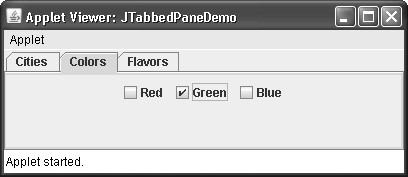 Applet Viewer: JTabbedPaneDemo
Applet
Cities Colors Flavors
Red Green Blue
Applet started.